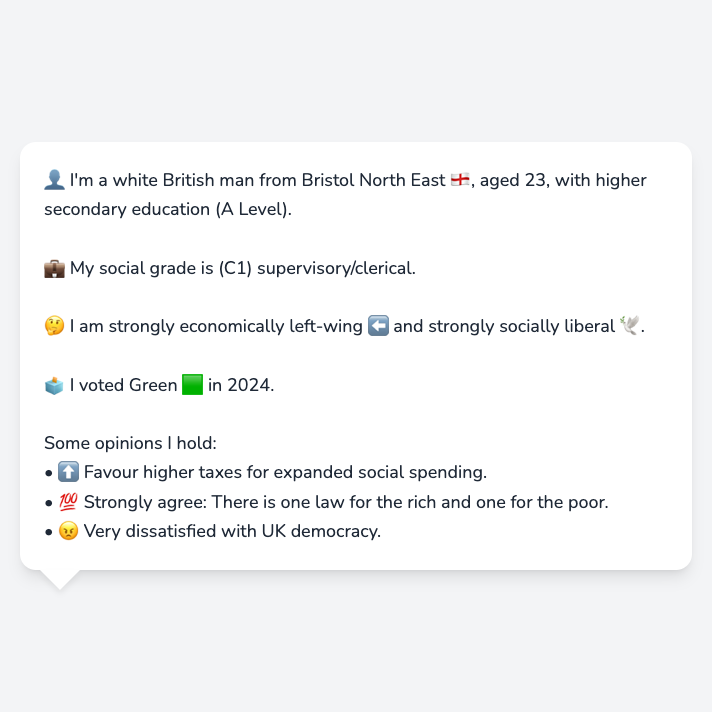 👤 I'm a white British man from Bristol North East 🏴󠁧󠁢󠁥󠁮󠁧󠁿, aged 23, with higher
secondary education (A Level).
💼 My social grade is (C1) supervisory/clerical.
🤔 I am strongly economically left-wing ⬅️ and strongly socially liberal 🕊️.
🗳️ I voted Green 🟩 in 2024.
Some opinions I hold:
• ⬆️ Favour higher taxes for expanded social spending.
• 💯 Strongly agree: There is one law for the rich and one for the poor.
• 😠 Very dissatisfied with UK democracy.